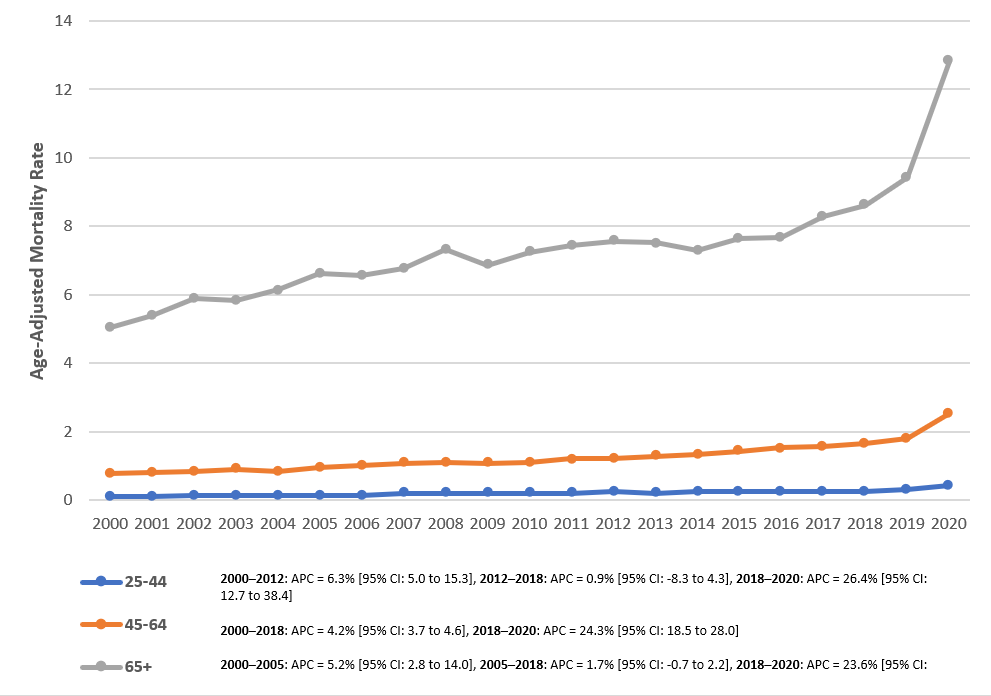 14
12
10
8
6
4
2
0
Age-Adjusted Mortality Rate
2000 2001 2002 2003 2004 2005 2006 2007 2008 2009 2010 2011 2012 2013 2014 2015 2016 2017 2018 2019 2020
25-44
2000–2012: APC = 6.3% [95% CI: 5.0 to 15.3], 2012–2018: APC = 0.9% [95% CI: -8.3 to 4.3], 2018–2020: APC = 26.4% [95% CI:
12.7 to 38.4]
45-64
2000–2018: APC = 4.2% [95% CI: 3.7 to 4.6], 2018–2020: APC = 24.3% [95% CI: 18.5 to 28.0]
65+
2000–2005: APC = 5.2% [95% CI: 2.8 to 14.0], 2005–2018: APC = 1.7% [95% CI: -0.7 to 2.2], 2018–2020: APC = 23.6% [95% CI: